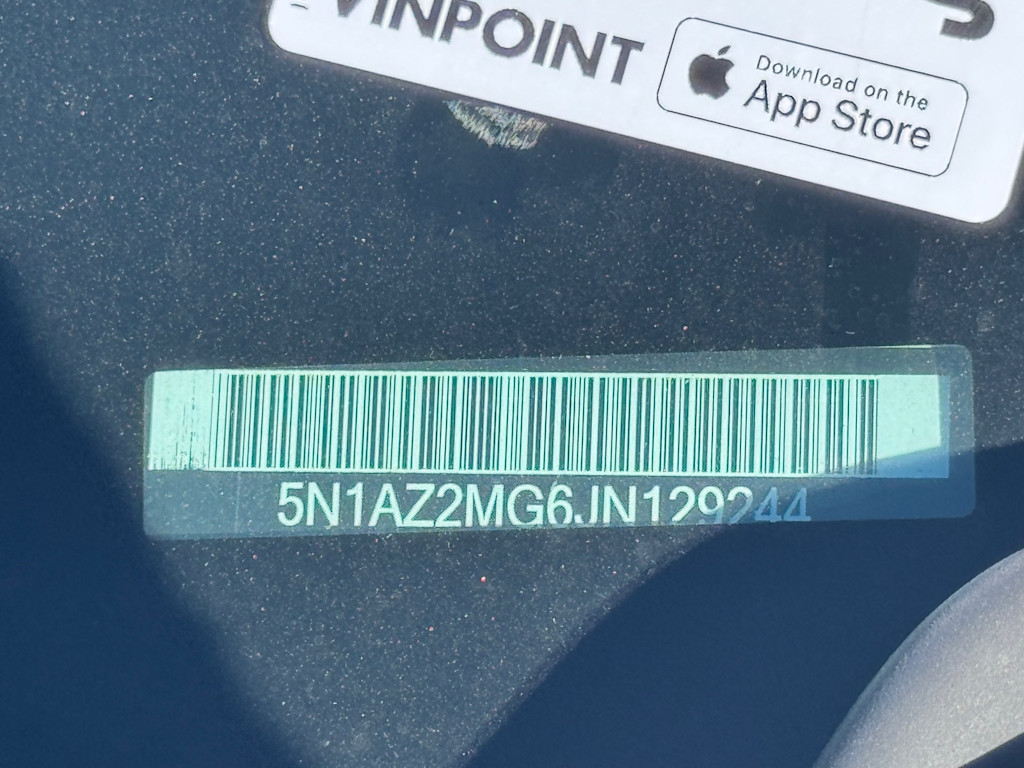 VINPOINT
Download on the
App Store
5N1AZ2MG6JN129244